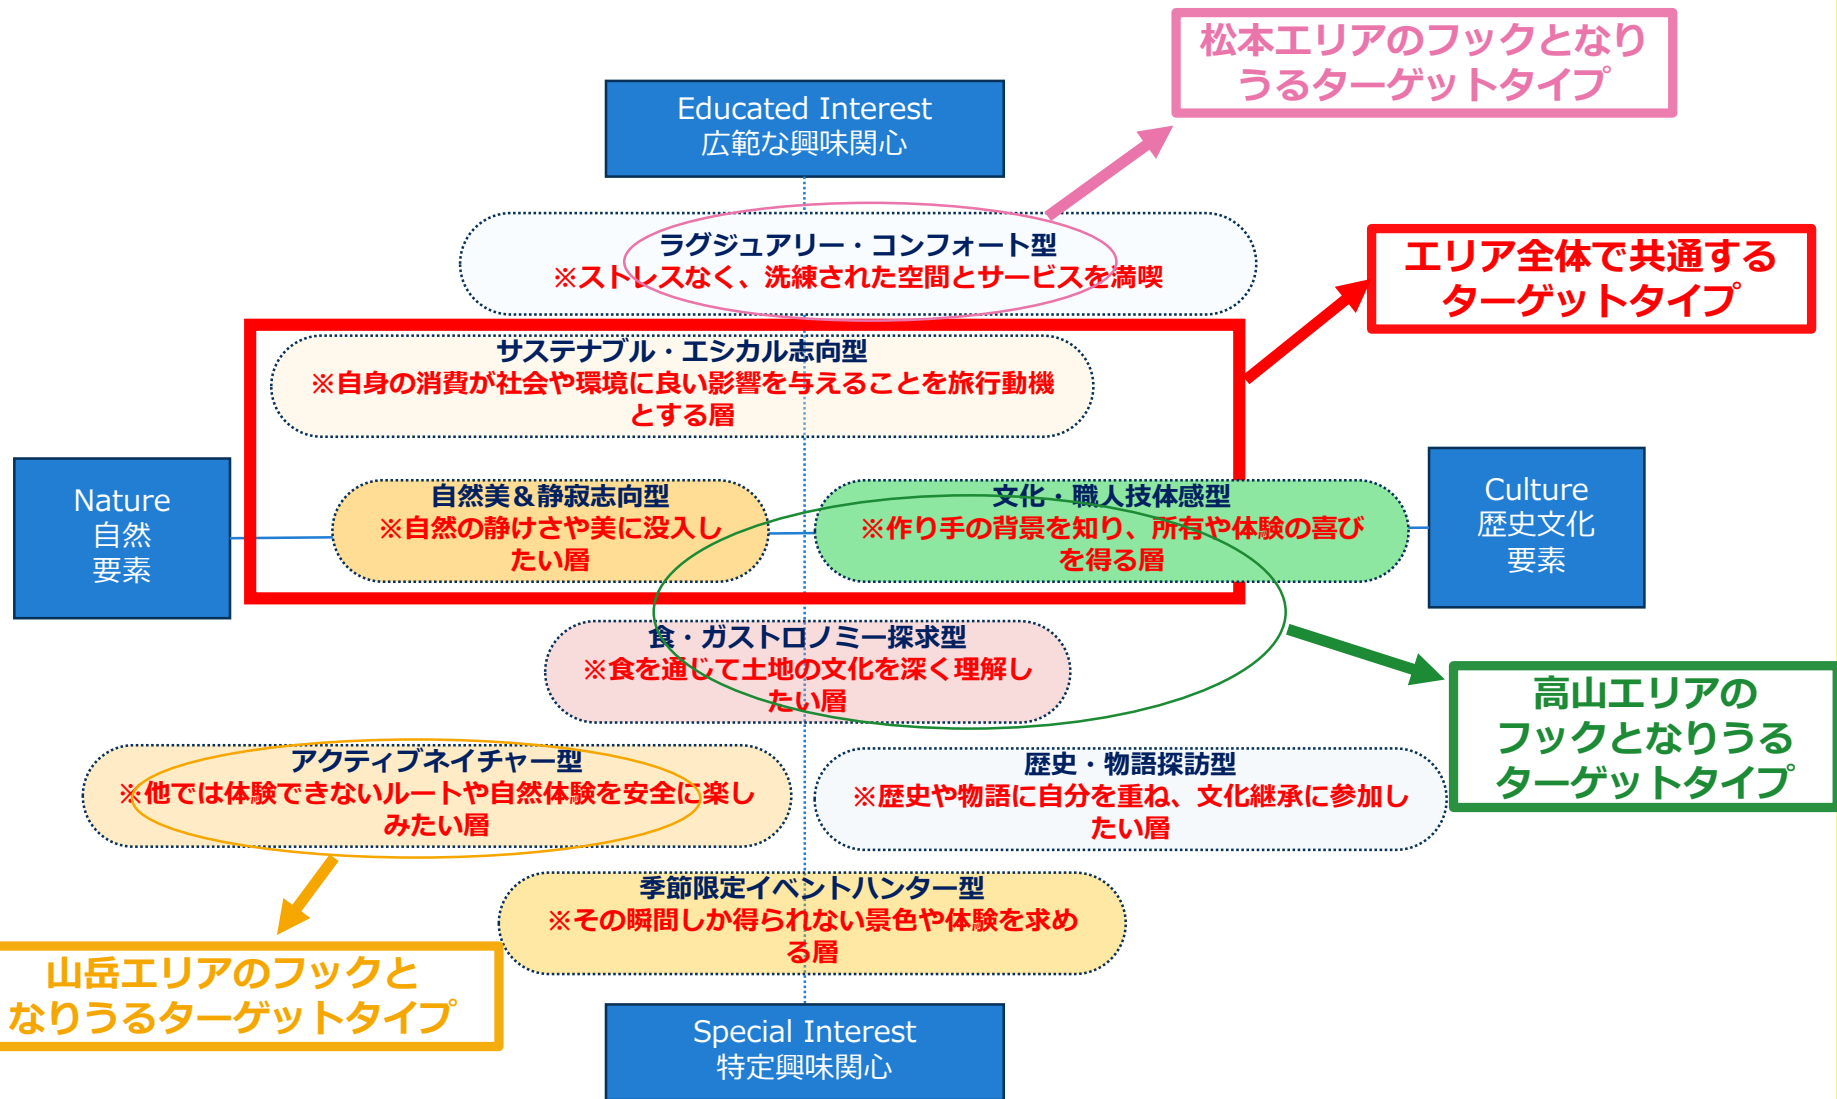 松本エリアのフックとなり
うるターゲットタイプ
Educated Interest
広範な興味関心
ラグジュアリー・コンフォート型
※ストレスなく、洗練された空間とサービスを満喫
エリア全体で共通する
ターゲットタイプ
サステナブル・エシカル志向型
※自身の消費が社会や環境に良い影響を与えることを旅行動機
とする層
Nature
自然
要素
自然美&静寂志向型
※自然の静けさや美に没入し
たい層
文化・職人技体感型
※作り手の背景を知り、所有や体験の喜び
を得る層
Culture
歴史文化
要素
食・ガストロノミー探求型
※食を通じて土地の文化を深く理解し
たい層
高山エリアの
フックとなりうる
ターゲットタイプ
アクティブネイチャー型
※他では体験できないルートや自然体験を安全に楽し
みたい層
歴史・物語探訪型
※歴史や物語に自分を重ね、文化継承に参加し
たい層
季節限定イベントハンター型
※その瞬間しか得られない景色や体験を求め
る層
山岳エリアのフックと
なりうるターゲットタイプ
Special Interest
特定興味関心